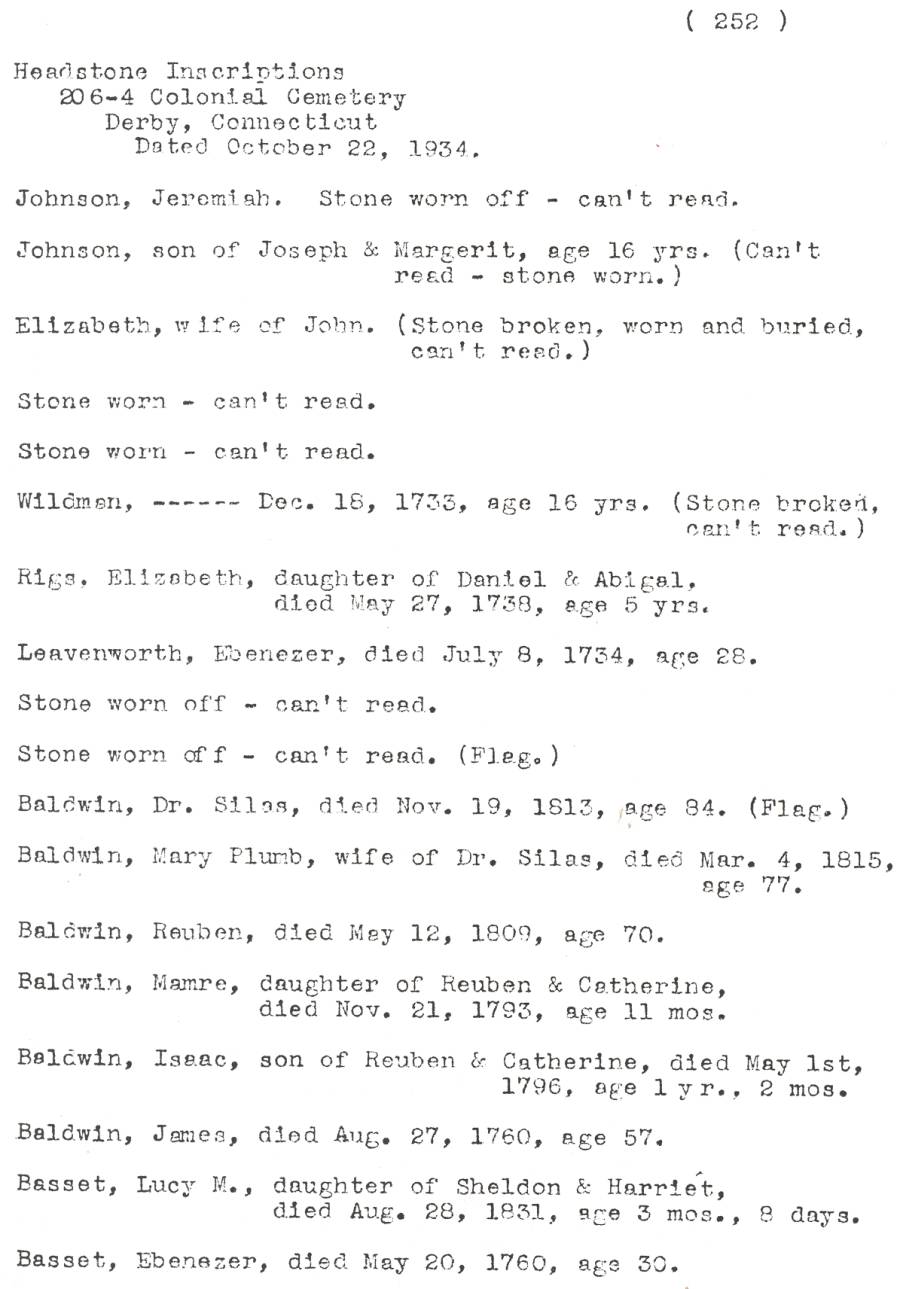 ( 252 )
Headstone Inscriptions
206-4 Colonial Cemetery
Derby, Connecticut
Dated October 22, 1934.
Johnson, Jeremiah. Stone worn off - can't read.
Johnson, son of Joseph & Margerit, age 16 yrs. (Can't
read - stone worn.)
Elizabeth, wife of John. (Stone broken, worn and buried,
can't read.)
Stone worn - can't read.
Stone worn - can't read.
Wildman, ------ Dec. 18, 1733, age 16 yrs. (Stone broked,
can't read.)
Rigs, Elizabeth, daughter of Daniel & Abigal,
died May 27, 1738, age 5 yrs.
Leavenworth, Ebenezer, died July 8, 1734, age 28.
Stone worn off - can't read.
Stone worn off - can't read. (Flag.)
Baldwin, Dr. Silas, died Nov. 19, 1813, age 84. (Flag.)
Baldwin, Mary Plumb, wife of Dr. Silas, died Mar. 4, 1815,
age 77.
Baldwin, Reuben, died May 12, 1809, age 70.
Baldwin, Mamre, daughter of Reuben & Catherine,
died Nov. 21, 1793, age 11 mos.
Baldwin, Isaac, son of Reuben & Catherine, died May 1st,
1796, age 1 yr., 2 mos.
Baldwin, James, died Aug. 27, 1760, age 57.
Basset, Lucy M., daughter of Sheldon & Harriet,
died Aug. 28, 1831, age 3 mos., 8 days.
Basset, Ebenezer, died May 20, 1760, age 30.